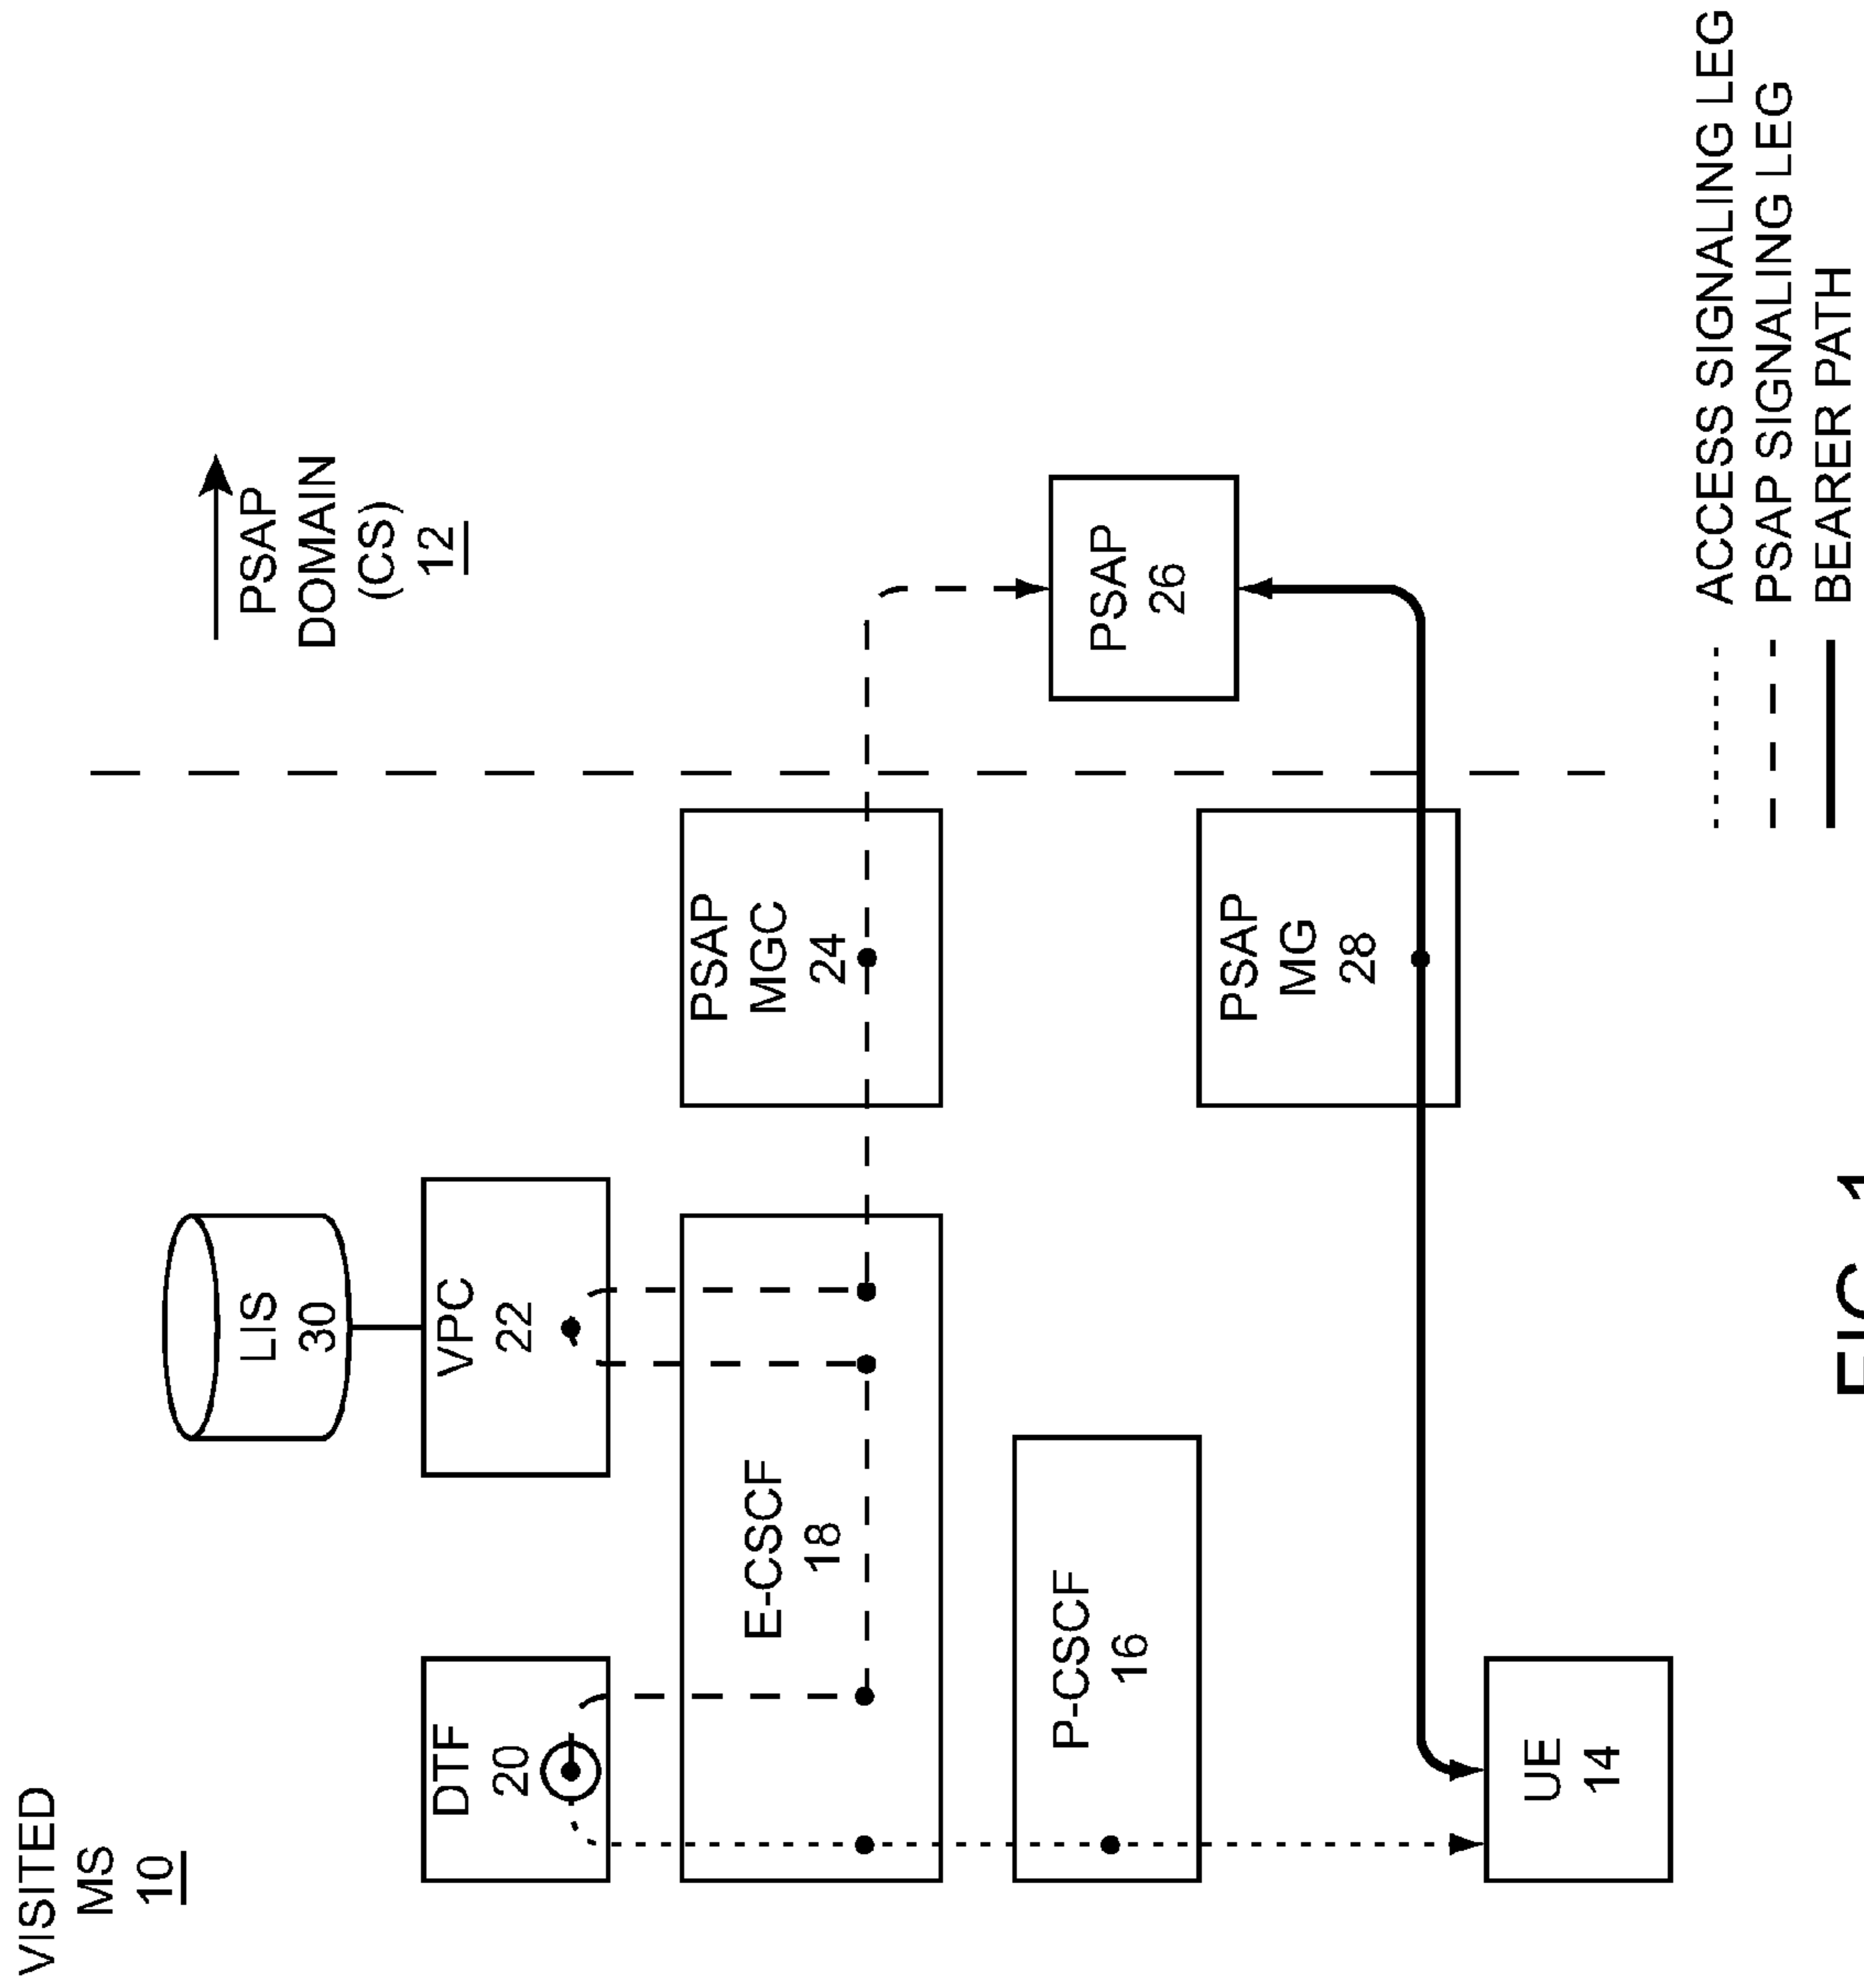 VISITED
MS
10
PSAP
DOMAIN
(CS)
12
LIS
30
DTF
20
VPC
22
E-CSCF
18
PSAP
MGC
24
P-CSCF
16
PSAP
26
PSAP
MG
28
UE
14
ACCESS SIGNALING LEG
PSAP SIGNALING LEG
BEARER PATH